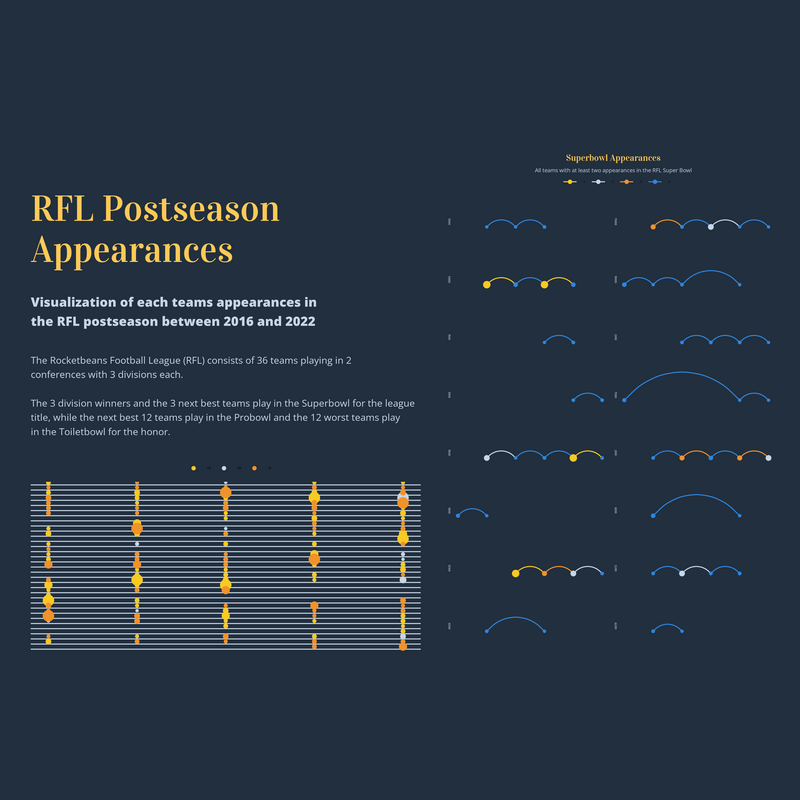 RFL Postseason
Appearances
Visualization of each teams appearances in
the RFL postseason between 2016 and 2022
The Rocketbeans Football League (RFL) consists of 36 teams playing in 2
conferences with 3 divisions each.
The 3 division winners and the 3 next best teams play in the Superbowl for the league
title, while the next best 12 teams play in the Probowl and the 12 worst teams play
in the Toiletbowl for the honor.
Superbowl Appearances
All teams with at least two appearances in the RFL Super Bowl